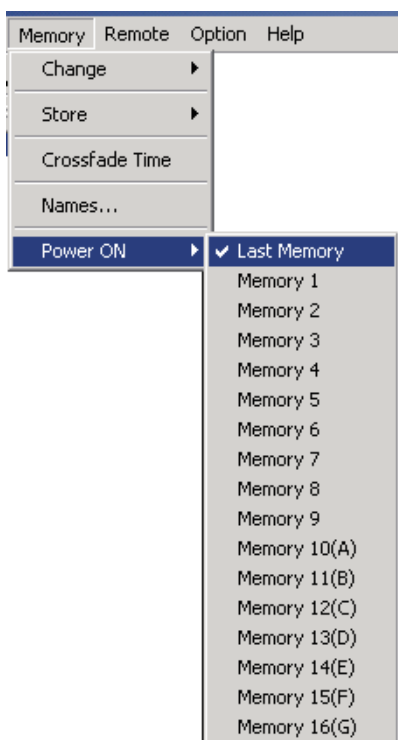 Memory Remote Option Help
Change
Store
Crossfade Time
Names...
Power ON
Last Memory
Memory 1
Memory 2
Memory 3
Memory 4
Memory 5
Memory 6
Memory 7
Memory 8
Memory 9
Memory 10(A)
Memory 11(B)
Memory 12(C)
Memory 13(D)
Memory 14(E)
Memory 15(F)
Memory 16(G)